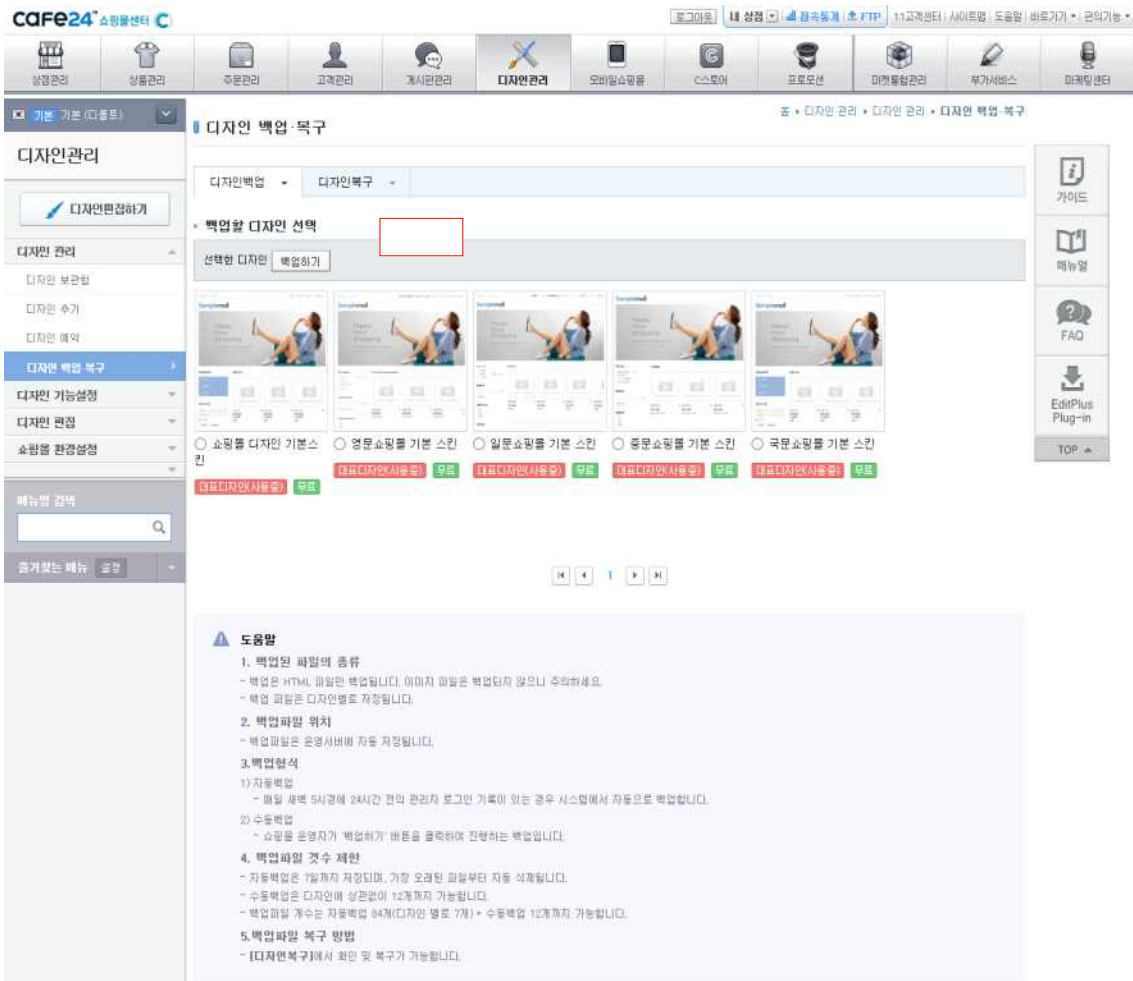 cafe24 쇼핑몰센터
로그아웃 내 상점 접속통계 FTP 1:1고객센터 사이트맵 도움말 바로가기 편의기능
상점관리 상품관리 주문관리 고객관리 게시판관리 디자인관리 모바일쇼핑몰 C스토어 프로모션 마켓통합관리 부가서비스 마케팅센터
기본 기본 (디폴트)
홈 디자인 관리 디자인 관리 디자인 백업·복구
디자인 백업·복구
디자인관리
디자인백업 디자인복구
디자인편집하기
백업할 디자인 선택
디자인 관리
선택한 디자인 백업하기
디자인 보관함
디자인 추가
디자인 예약
디자인 백업·복구
디자인 기능설정
디자인 편집
쇼핑몰 환경설정
메뉴명 검색
즐겨찾는 메뉴 설정
쇼핑몰 디자인 기본스킨
대표디자인(사용중) 무료
영문쇼핑몰 기본 스킨
대표디자인(사용중) 무료
일문쇼핑몰 기본 스킨
대표디자인(사용중) 무료
중문쇼핑몰 기본 스킨
대표디자인(사용중) 무료
국문쇼핑몰 기본 스킨
대표디자인(사용중) 무료
가이드
매뉴얼
FAQ
EditPlus
Plug-in
TOP
1
도움말
1. 백업된 파일의 종류
- 백업은 HTML 파일만 백업됩니다. 이미지 파일은 백업되지 않으니 주의하세요.
- 백업 파일은 디자인별로 저장됩니다.
2. 백업파일 위치
- 백업파일은 운영서버에 자동 저장됩니다.
3.백업형식
1) 자동백업
- 매일 새벽 5시경에 24시간 전의 관리자 로그인 기록이 있는 경우 시스템에서 자동으로 백업합니다.
2) 수동백업
- 쇼핑몰 운영자가 '백업하기' 버튼을 클릭하여 진행하는 백업입니다.
4. 백업파일 갯수 제한
- 자동백업은 7일까지 저장되며, 가장 오래된 파일부터 자동 삭제됩니다.
- 수동백업은 디자인에 상관없이 12개까지 가능합니다.
- 백업파일 개수는 자동백업 84개(디자인 별로 7개) + 수동백업 12개까지 가능합니다.
5.백업파일 복구 방법
- [디자인복구]에서 확인 및 복구가 가능합니다.